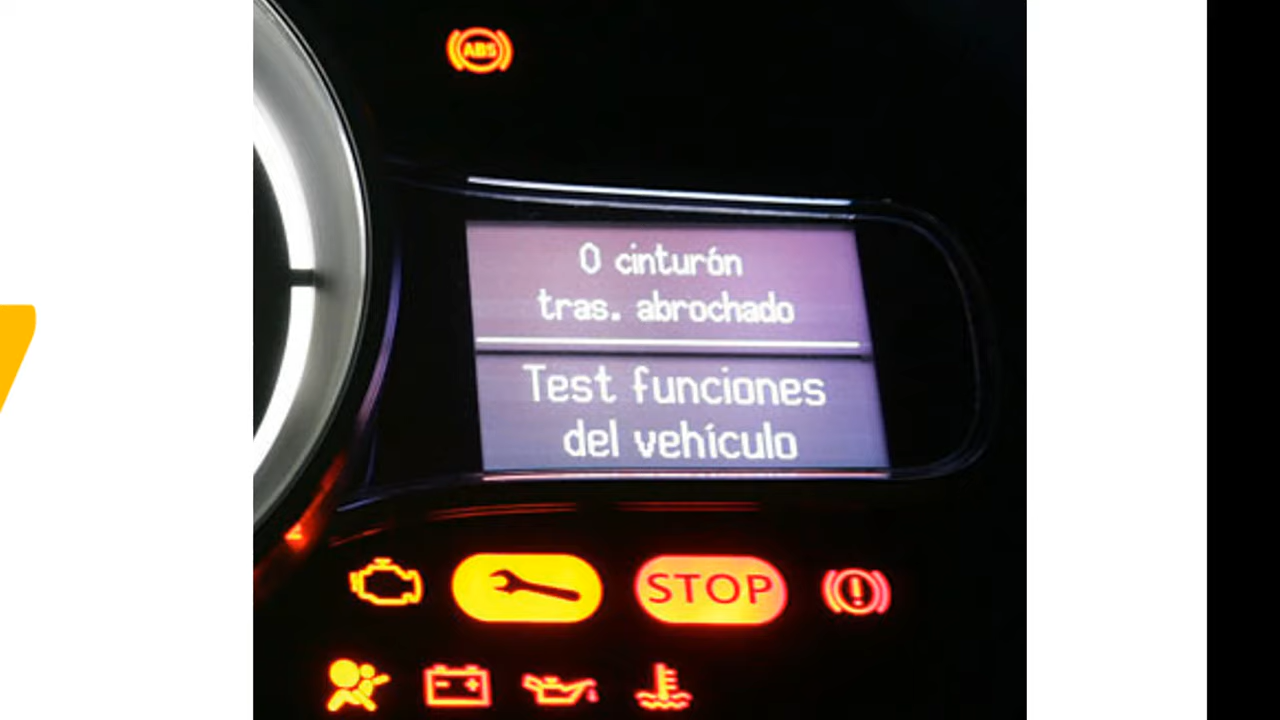 ABS
0 cinturón
tras. abrochado
Test funciones
del vehículo
STOP